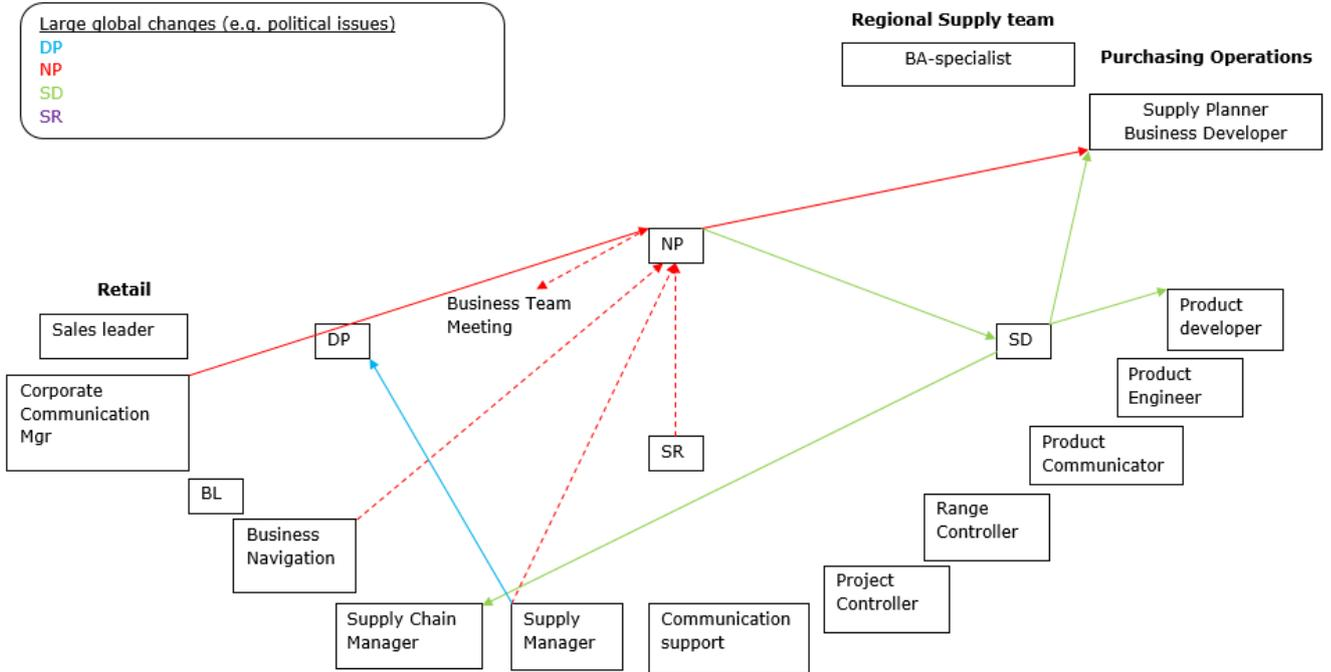 Large global changes (e.g. political issues)
DP
NP
SD
SR
Regional Supply team
BA-specialist
Purchasing Operations
Supply Planner
Business Developer
NP
Business Team
Meeting
Retail
Sales leader
DP
SD
Product
developer
Corporate
Communication
Mgr
Product
Engineer
SR
Product
Communicator
BL
Range
Controller
Business
Navigation
Project
Controller
Supply Chain
Manager
Supply
Manager
Communication
support